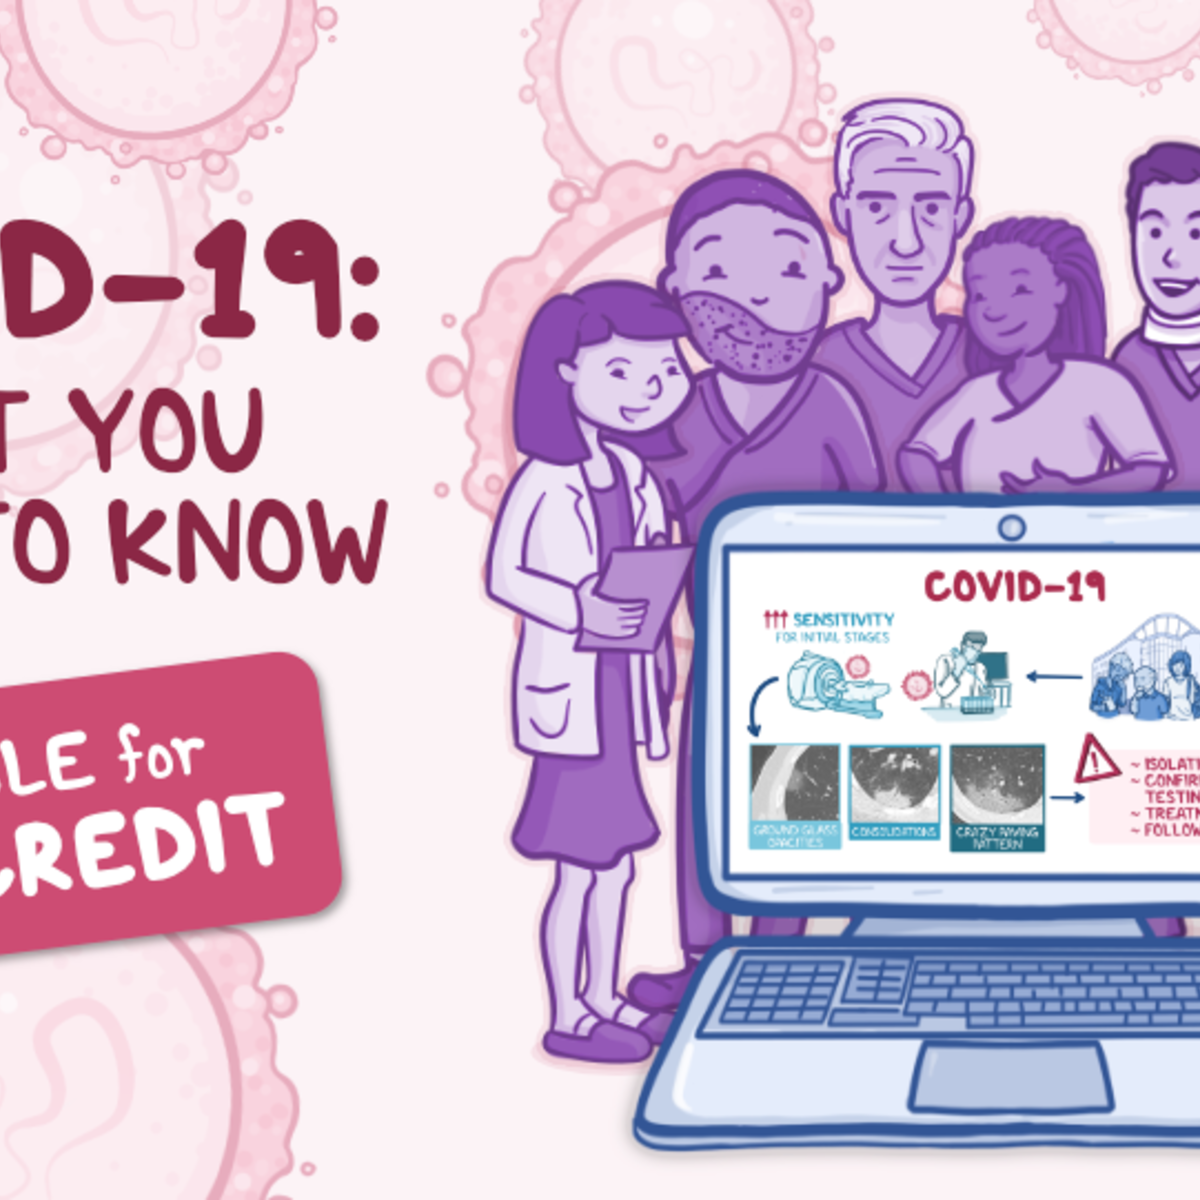 D-19:
T YOU
TO KNOW
LE for
CREDIT
COVID-19
SENSITIVITY
FOR INITIAL STAGES
GROUND GLASS
OPACITIES
CONSOLIDATIONS
CRAZY PAVING
PATTERN
~ ISOLATI
~ CONFIR
TESTIN
~ TREATM
~ FOLLOW